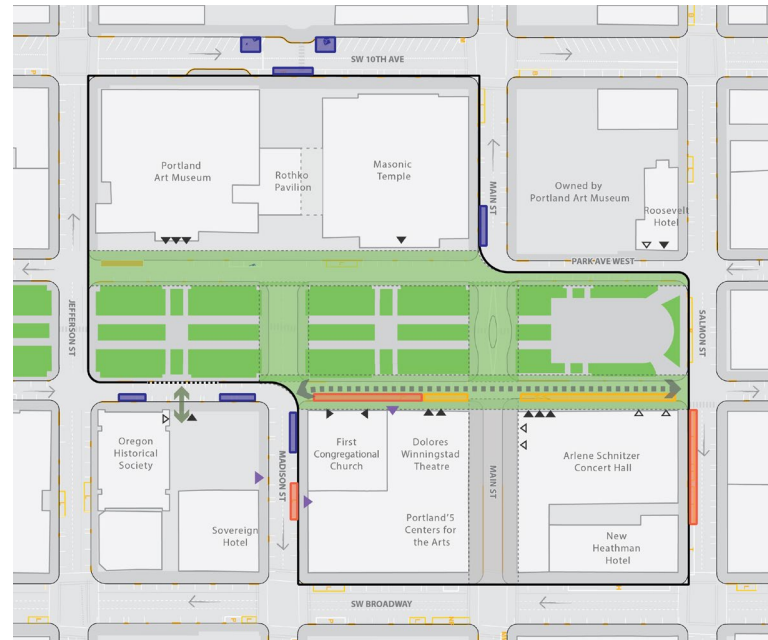 SW 10TH AVE
Portland
Art Museum
Rothko
Pavilion
Masonic
Temple
MAIN ST
Owned by
Portland Art Museum
Roosevelt
Hotel
PARK AVE WEST
JEFFERSON ST
SALMON ST
Oregon
Historical
Society
MADISON ST
First
Congregational
Church
Dolores
Winningstad
Theatre
MAIN ST
Arlene Schnitzer
Concert Hall
Portland'5
Centers for
the Arts
Sovereign
Hotel
New
Heathman
Hotel
SW BROADWAY